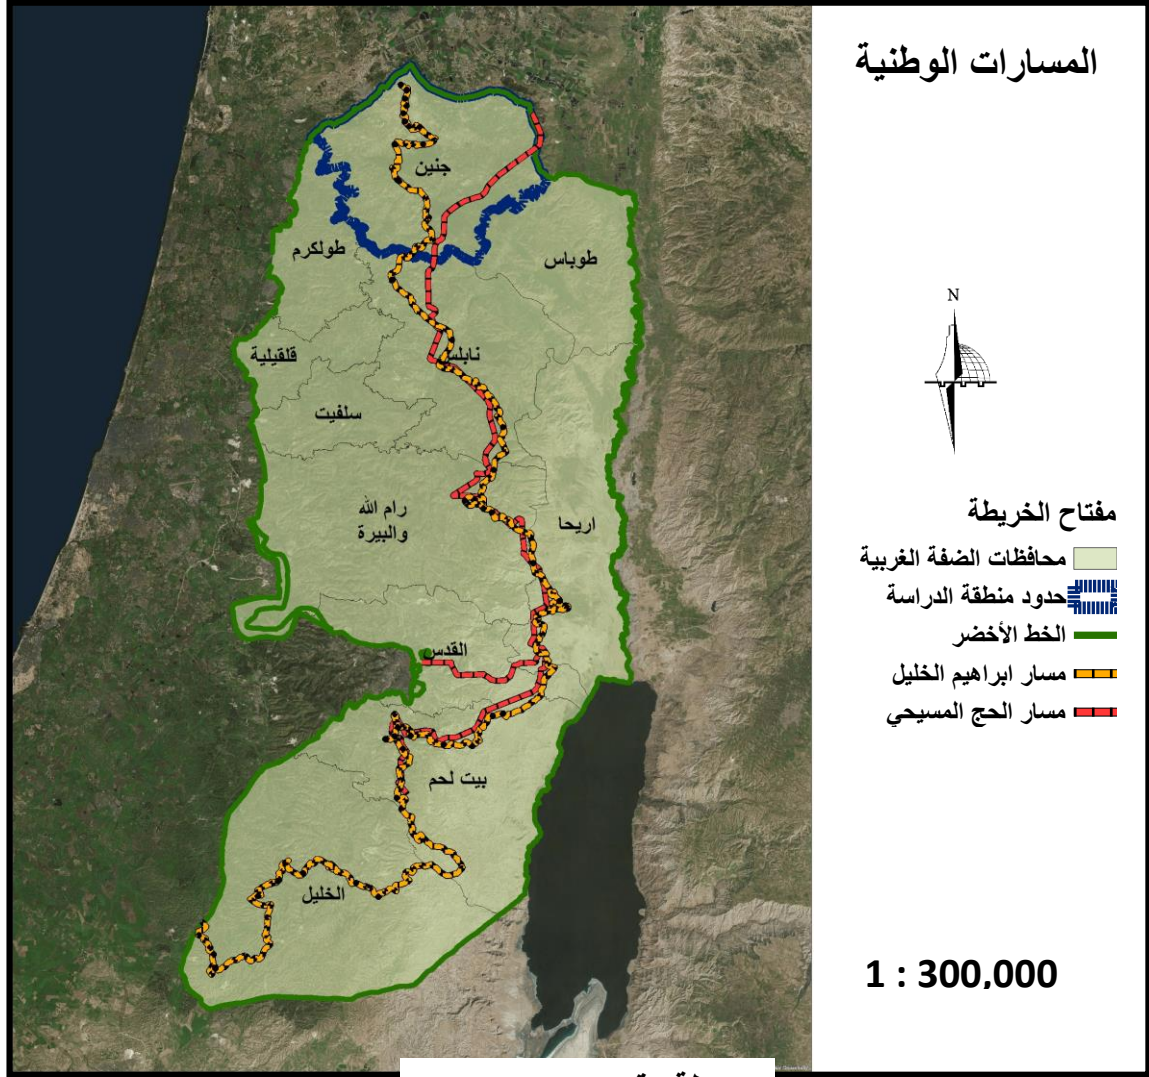 المسارات الوطنية
N
مفتاح الخريطة
محافظات الضفة الغربية
حدود منطقة الدراسة
الخط الأخضر
مسار ابراهيم الخليل
مسار الحج المسيحي
1 : 300,000
جنين
طولكرم
طوباس
نابلس
قلقيلية
سلفيت
رام الله
والبيرة
اريحا
القدس
بيت لحم
الخليل